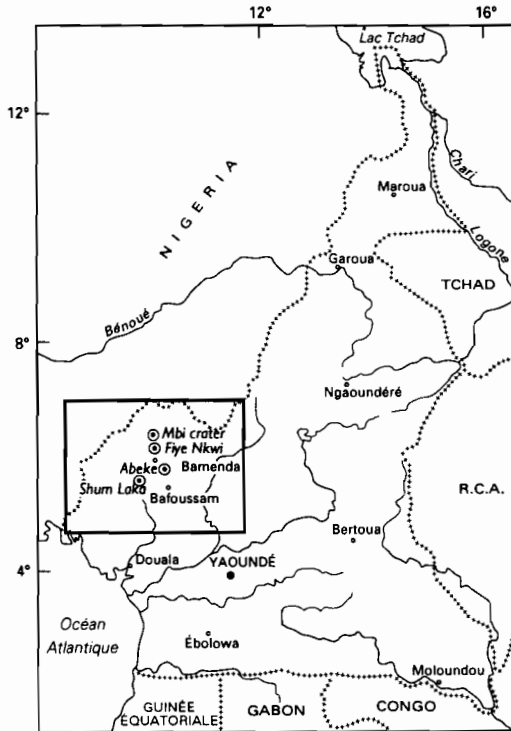 12°
16°
Lac Tchad
12°
Chari
NIGERIA
Maroua
Logone
Garoua
TCHAD
Bénoué
8°
Ngaoundéré
Mbi crater
Fiye Nkwi
Abeke
Bamenda
Shum Laka
Bafoussam
R.C.A.
Bertoua
Douala
YAOUNDÉ
4°
Océan
Atlantique
Ébolowa
Moloundou
GUINÉE
ÉQUATORIALE
GABON
CONGO